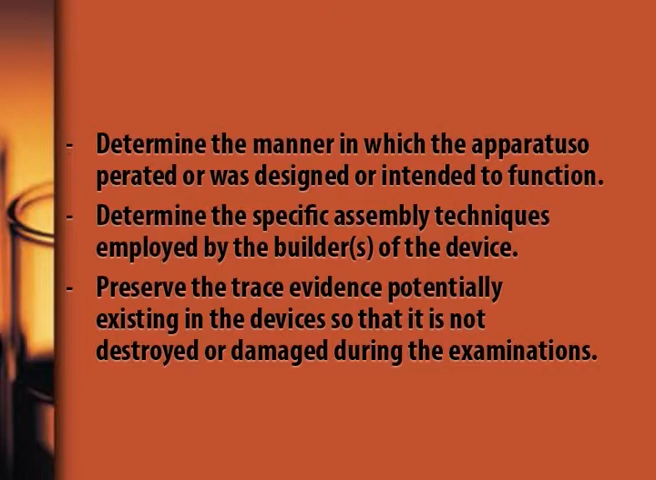 - Determine the manner in which the apparatuso
perated or was designed or intended to function.
- Determine the specific assembly techniques
employed by the builder(s) of the device.
- Preserve the trace evidence potentially
existing in the devices so that it is not
destroyed or damaged during the examinations.